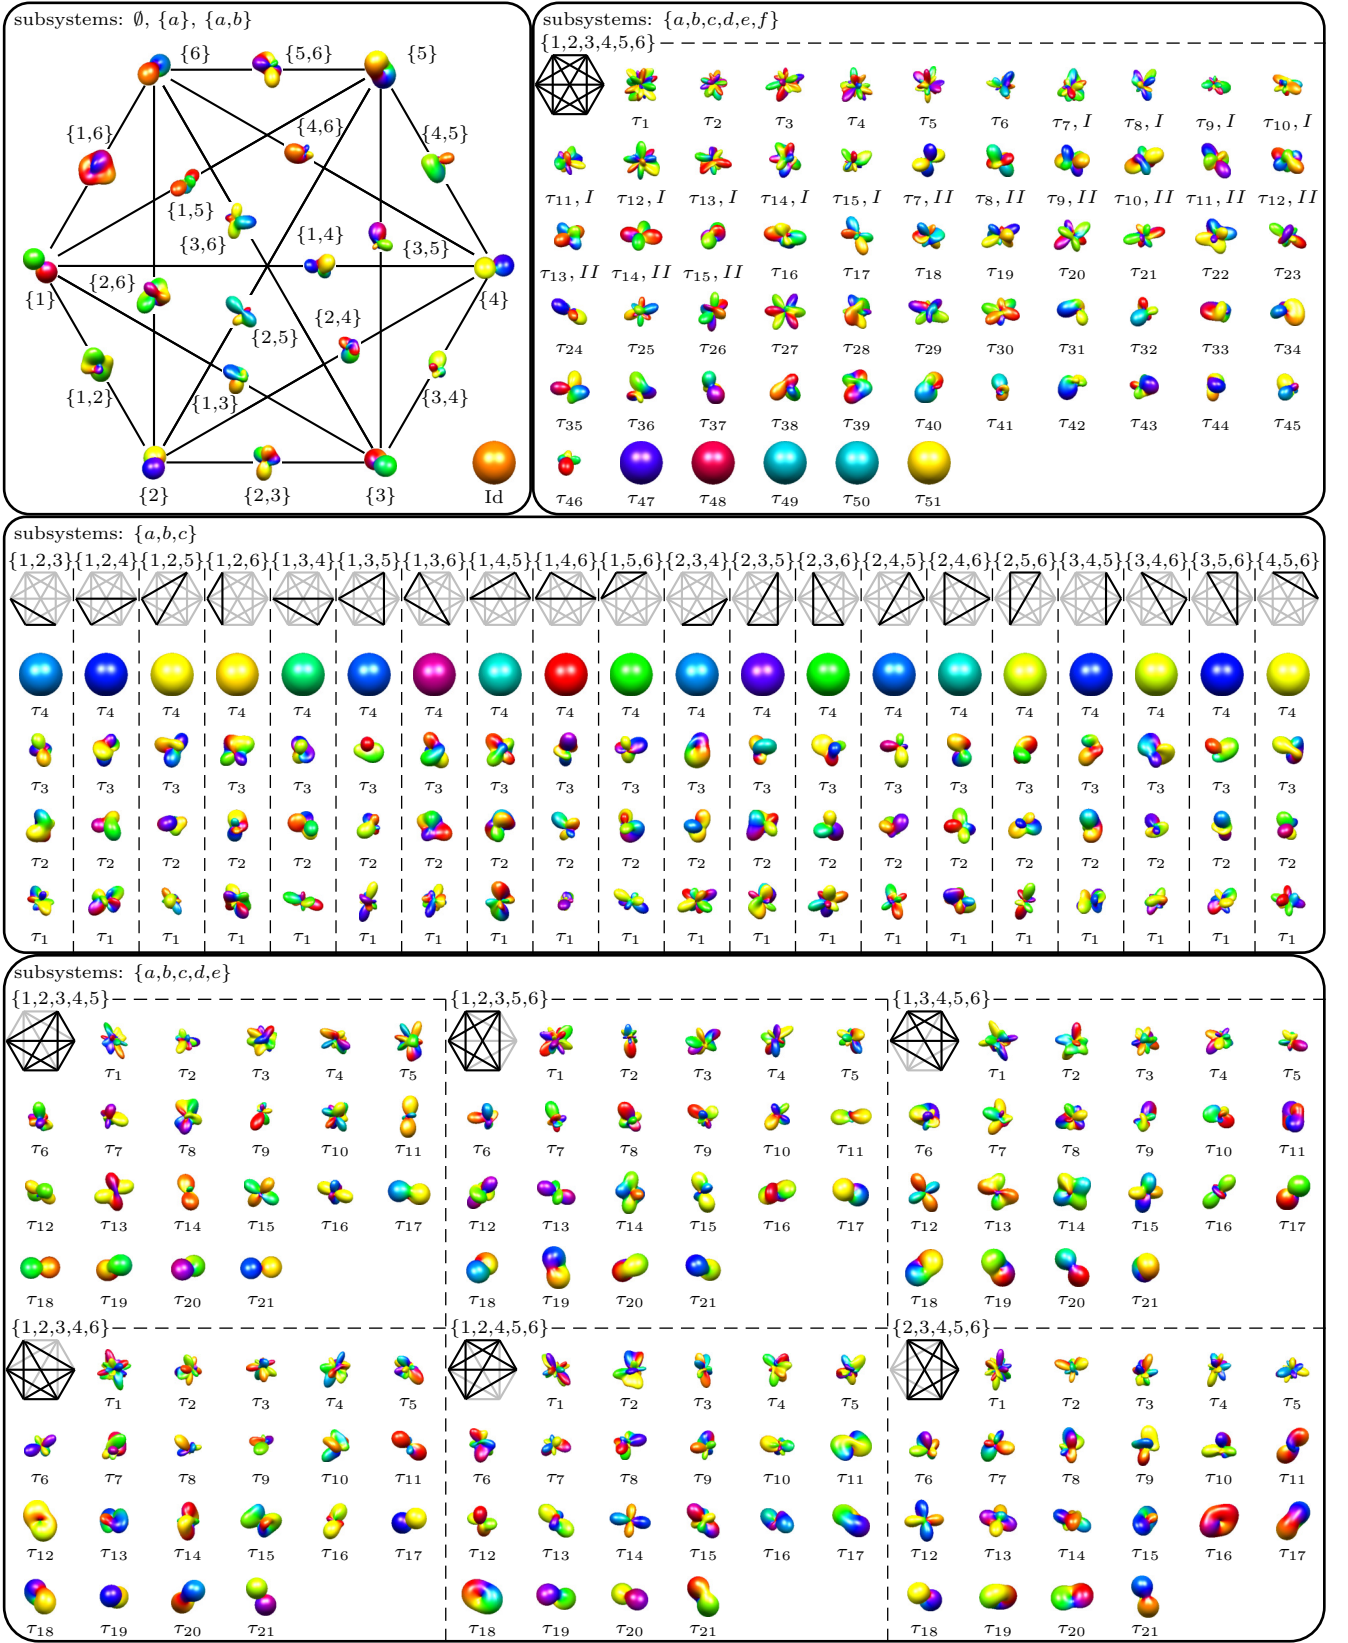 subsystems: ∅, {a}, {a,b}
{6} {5,6} {5}
{1,6} {4,6} {4,5}
{1,5}
{3,6} {1,4} {3,5}
{1} {2,6} {4}
{2,5} {2,4}
{1,2} {1,3} {3,4}
{2} {2,3} {3} Id
subsystems: {a,b,c,d,e,f}
{1,2,3,4,5,6}
τ1 τ2 τ3 τ4 τ5 τ6 τ7, I τ8, I τ9, I τ10, I
τ11, I τ12, I τ13, I τ14, I τ15, I τ7, II τ8, II τ9, II τ10, II τ11, II τ12, II
τ13, II τ14, II τ15, II τ16 τ17 τ18 τ19 τ20 τ21 τ22 τ23
τ24 τ25 τ26 τ27 τ28 τ29 τ30 τ31 τ32 τ33 τ34
τ35 τ36 τ37 τ38 τ39 τ40 τ41 τ42 τ43 τ44 τ45
τ46 τ47 τ48 τ49 τ50 τ51
subsystems: {a,b,c}
{1,2,3} {1,2,4} {1,2,5} {1,2,6} {1,3,4} {1,3,5} {1,3,6} {1,4,5} {1,4,6} {1,5,6} {2,3,4} {2,3,5} {2,3,6} {2,4,5} {2,4,6} {2,5,6} {3,4,5} {3,4,6} {3,5,6} {4,5,6}
τ4 τ4 τ4 τ4 τ4 τ4 τ4 τ4 τ4 τ4 τ4 τ4 τ4 τ4 τ4 τ4 τ4 τ4 τ4 τ4
τ3 τ3 τ3 τ3 τ3 τ3 τ3 τ3 τ3 τ3 τ3 τ3 τ3 τ3 τ3 τ3 τ3 τ3 τ3 τ3
τ2 τ2 τ2 τ2 τ2 τ2 τ2 τ2 τ2 τ2 τ2 τ2 τ2 τ2 τ2 τ2 τ2 τ2 τ2 τ2
τ1 τ1 τ1 τ1 τ1 τ1 τ1 τ1 τ1 τ1 τ1 τ1 τ1 τ1 τ1 τ1 τ1 τ1 τ1 τ1
subsystems: {a,b,c,d,e}
{1,2,3,4,5}
τ1 τ2 τ3 τ4 τ5
τ6 τ7 τ8 τ9 τ10 τ11
τ12 τ13 τ14 τ15 τ16 τ17
τ18 τ19 τ20 τ21
{1,2,3,5,6}
τ1 τ2 τ3 τ4 τ5
τ6 τ7 τ8 τ9 τ10 τ11
τ12 τ13 τ14 τ15 τ16 τ17
τ18 τ19 τ20 τ21
{1,3,4,5,6}
τ1 τ2 τ3 τ4 τ5
τ6 τ7 τ8 τ9 τ10 τ11
τ12 τ13 τ14 τ15 τ16 τ17
τ18 τ19 τ20 τ21
{1,2,3,4,6}
τ1 τ2 τ3 τ4 τ5
τ6 τ7 τ8 τ9 τ10 τ11
τ12 τ13 τ14 τ15 τ16 τ17
τ18 τ19 τ20 τ21
{1,2,4,5,6}
τ1 τ2 τ3 τ4 τ5
τ6 τ7 τ8 τ9 τ10 τ11
τ12 τ13 τ14 τ15 τ16 τ17
τ18 τ19 τ20 τ21
{2,3,4,5,6}
τ1 τ2 τ3 τ4 τ5
τ6 τ7 τ8 τ9 τ10 τ11
τ12 τ13 τ14 τ15 τ16 τ17
τ18 τ19 τ20 τ21